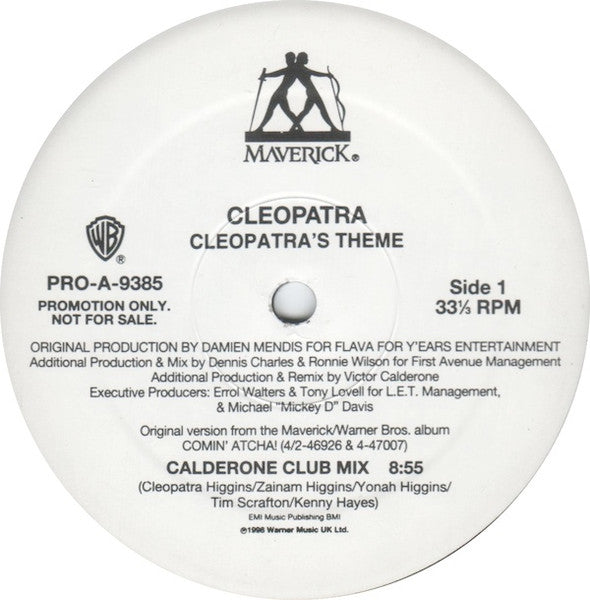 MAVERICK®
CLEOPATRA
CLEOPATRA'S THEME
WB®
PRO-A-9385
PROMOTION ONLY.
NOT FOR SALE.
Side 1
33⅓ RPM
ORIGINAL PRODUCTION BY DAMIEN MENDIS FOR FLAVA FOR Y'EARS ENTERTAINMENT
Additional Production & Mix by Dennis Charles & Ronnie Wilson for First Avenue Management
Additional Production & Remix by Victor Calderone
Executive Producers: Errol Walters & Tony Lovell for L.E.T. Management,
& Michael "Mickey D" Davis
Original version from the Maverick/Warner Bros. album
COMIN' ATCHA! (4/2-46926 & 4-47007)
CALDERONE CLUB MIX 8:55
(Cleopatra Higgins/Zainam Higgins/Yonah Higgins/
Tim Scrafton/Kenny Hayes)
EMI Music Publishing BMI
℗1998 Warner Music UK Ltd.